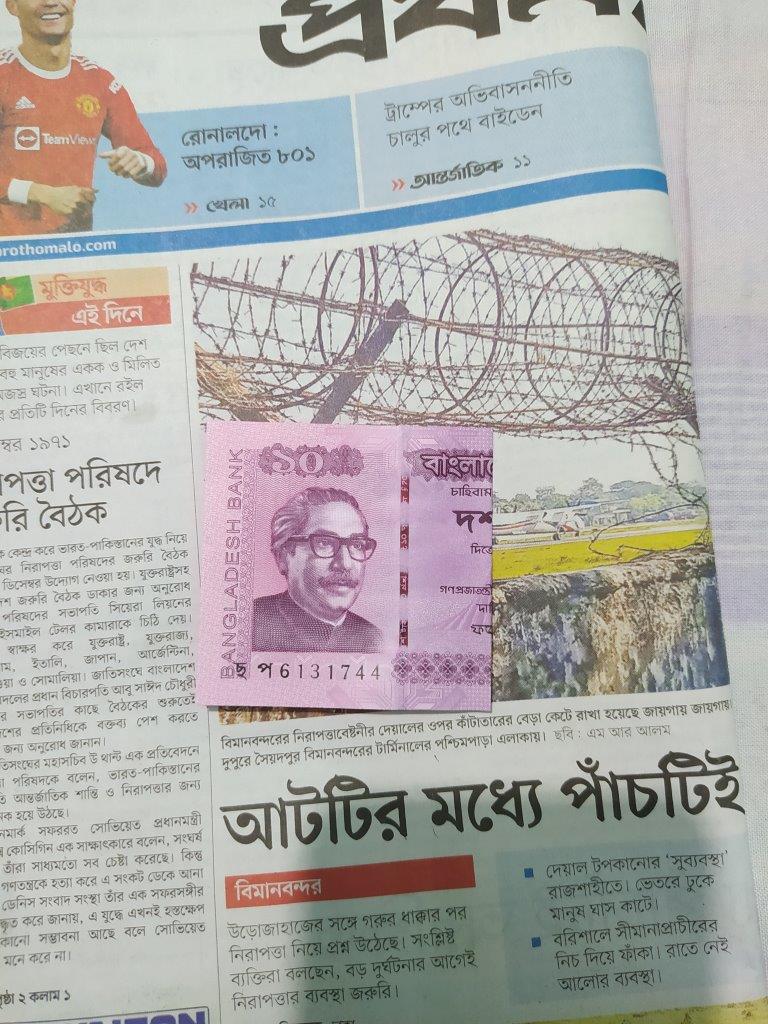 প্রথম
TeamView
রোনালদো :
অপরাজিত ৮০১
» খেলা ১৫
ট্রাম্পের অভিবাসননীতি
চালুর পথে বাইডেন
» আন্তর্জাতিক ১১
rothomalo.com
মুক্তিযুদ্ধ
এই দিনে
বিজয়ের পেছনে ছিল দেশ
বহু মানুষের একক ও মিলিত
জস্র ঘটনা। এখানে রইল
র প্রতিটি দিনের বিবরণ।
ম্বর ১৯৭১
াপত্তা পরিষদে
রি বৈঠক
ক কেন্দ্র করে ভারত-পাকিস্তানের যুদ্ধ নিয়ে
ঘর নিরাপত্তা পরিষদের জরুরি বৈঠক
ডিসেম্বর উদ্যোগ নেওয়া হয়। যুক্তরাষ্ট্রসহ
দশ জরুরি বৈঠক ডাকার জন্য অনুরোধ
পরিষদের সভাপতি সিয়েরা লিয়নের
ইসমাইল টেলর কামারাকে চিঠি দেয়।
স্বাক্ষর করে যুক্তরাষ্ট্র, যুক্তরাজ্য,
ম, ইতালি, জাপান, আর্জেন্টিনা,
য়া ও সোমালিয়া। জাতিসংঘে বাংলাদেশ
দলের প্রধান বিচারপতি আবু সাঈদ চৌধুরী
র সভাপতির কাছে বৈঠকের শুরুতেই
শের প্রতিনিধিকে বক্তব্য পেশ করতে
জন্য অনুরোধ জানান।
তিসংঘের মহাসচিব উ থান্ট এক প্রতিবেদনে
া পরিষদকে বলেন, ভারত-পাকিস্তানের
ত আন্তর্জাতিক শান্তি ও নিরাপত্তার জন্য
ক হয়ে উঠছে।
নমার্ক সফররত সোভিয়েত প্রধানমন্ত্রী
কোসিগিন এক সাক্ষাৎকারে বলেন, সংঘর্ষ
তাঁরা সাধ্যমতো সব চেষ্টা করেছে। কিন্তু
গণতন্ত্রকে হত্যা করে এ সংকট ডেকে আনা
ডেনিস সংবাদ সংস্থা তাঁর এক সফরসঙ্গীর
দ্ধৃত করে জানায়, এ যুদ্ধে এখনই হস্তক্ষেপ
কানো সম্ভাবনা আছে বলে সোভিয়েত
মনে করে না।
ৃষ্ঠা ২ কলাম ১
BANGLADESH BANK
১০
বাংলাদে
চাহিবাম
দশ
দিতে
গণপ্রজাতন্ত্রী
ছ প 6131744
বিমানবন্দরের নিরাপত্তাবেষ্টনীর দেয়ালের ওপর কাঁটাতারের বেড়া কেটে রাখা হয়েছে জায়গায় জায়গায়।
দুপুরে সৈয়দপুর বিমানবন্দরের টার্মিনালের পশ্চিমপাড়া এলাকায়। ছবি : এম আর আলম
আটটির মধ্যে পাঁচটিই
বিমানবন্দর
উড়োজাহাজের সঙ্গে গরুর ধাক্কার পর
নিরাপত্তা নিয়ে প্রশ্ন উঠেছে। সংশ্লিষ্ট
ব্যক্তিরা বলছেন, বড় দুর্ঘটনার আগেই
নিরাপত্তার ব্যবস্থা জরুরি।
■ দেয়াল টপকানোর ‘সুব্যবস্থা’
রাজশাহীতে। ভেতরে ঢুকে
মানুষ ঘাস কাটে।
■ বরিশালে সীমানাপ্রাচীরের
নিচ দিয়ে ফাঁকা। রাতে নেই
আলোর ব্যবস্থা।